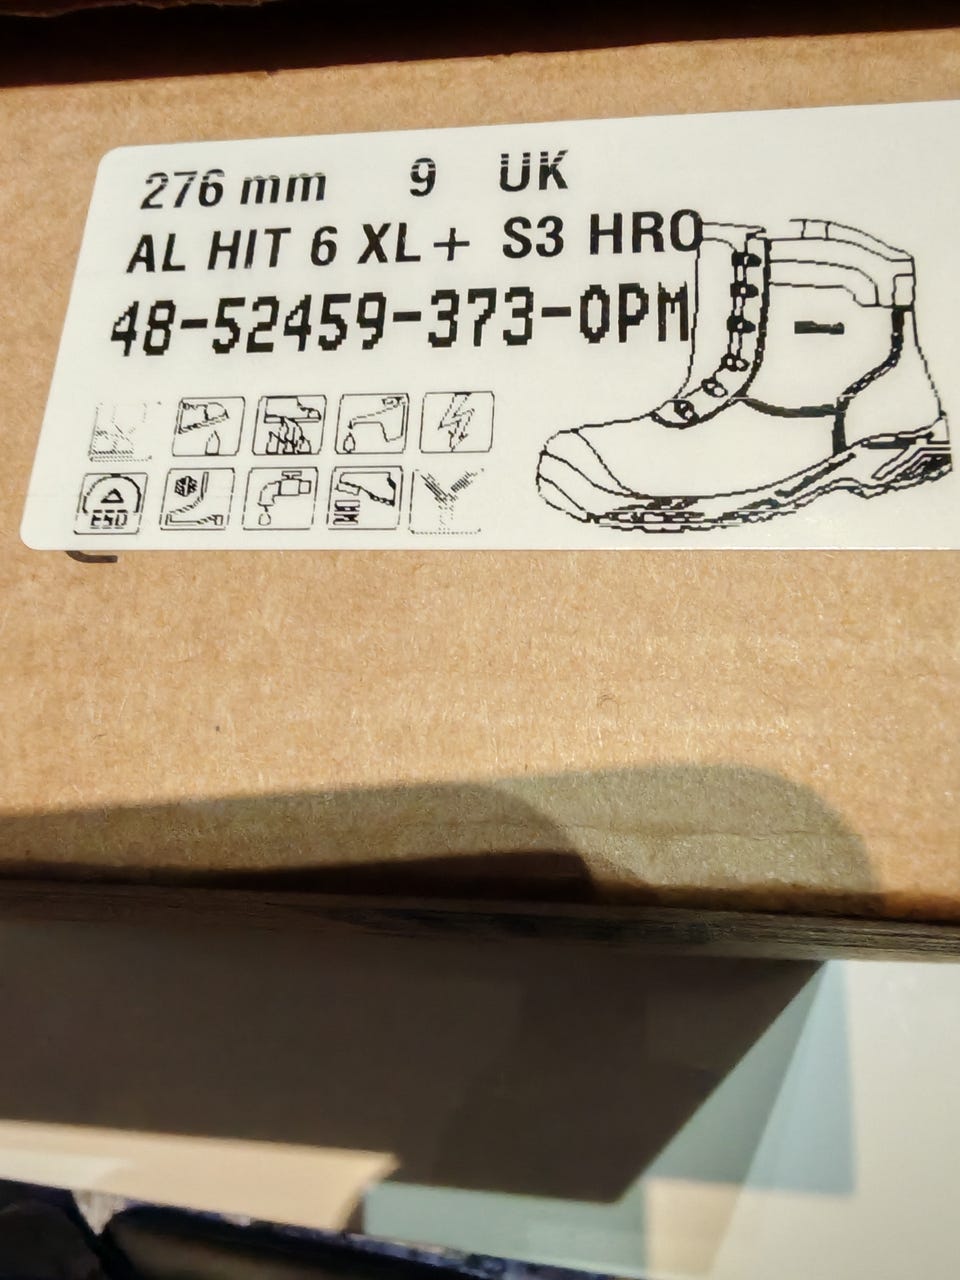 276 mm 9 UK
AL HIT 6 XL+ S3 HRO
48-52459-373-0PM
ESD